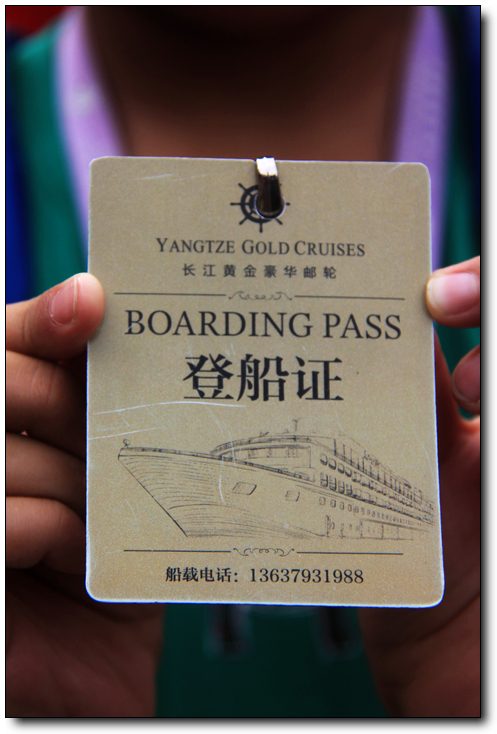 YANGTZE GOLD CRUISES
长江黄金豪华邮轮
BOARDING PASS
登船证
船载电话：13637931988